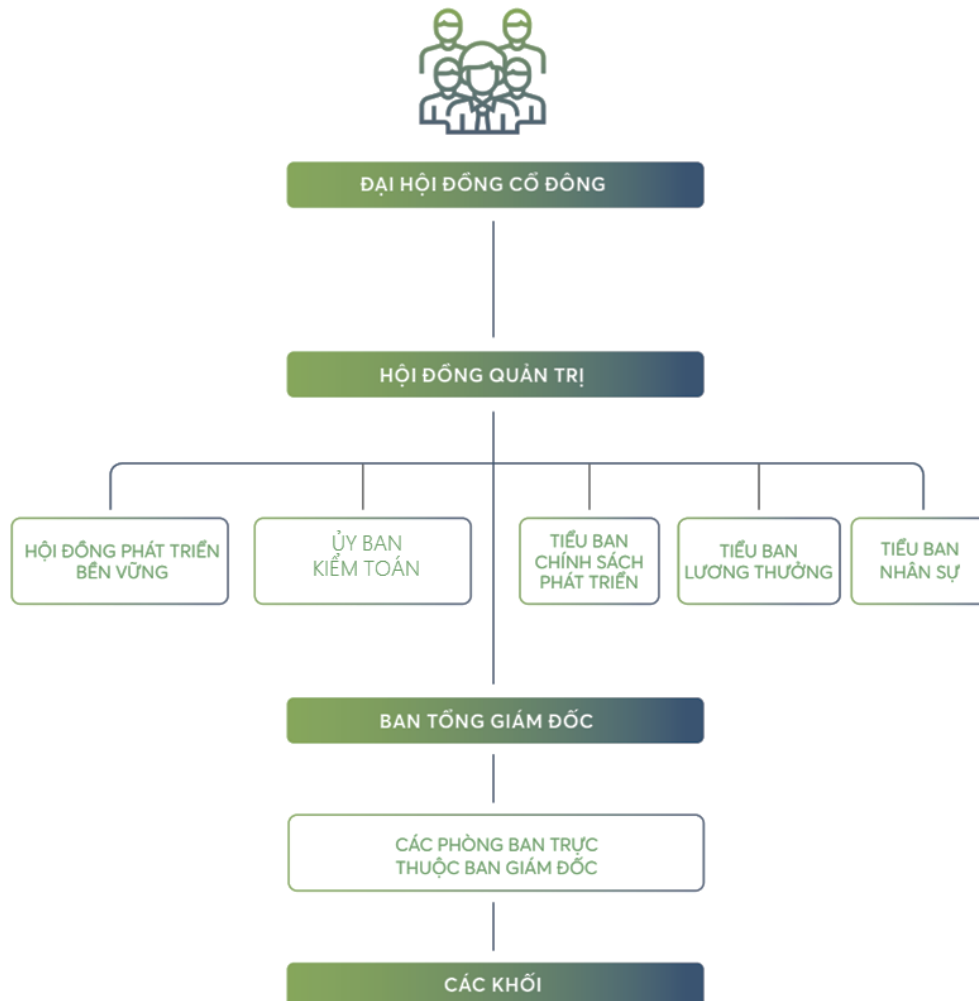 ĐẠI HỘI ĐỒNG CỔ ĐÔNG
HỘI ĐỒNG QUẢN TRỊ
HỘI ĐỒNG PHÁT TRIỂN
BỀN VỮNG
ỦY BAN
KIỂM TOÁN
TIỂU BAN
CHÍNH SÁCH
PHÁT TRIỂN
TIỂU BAN
LƯƠNG THƯỞNG
TIỂU BAN
NHÂN SỰ
BAN TỔNG GIÁM ĐỐC
CÁC PHÒNG BAN TRỰC
THUỘC BAN GIÁM ĐỐC
CÁC KHỐI